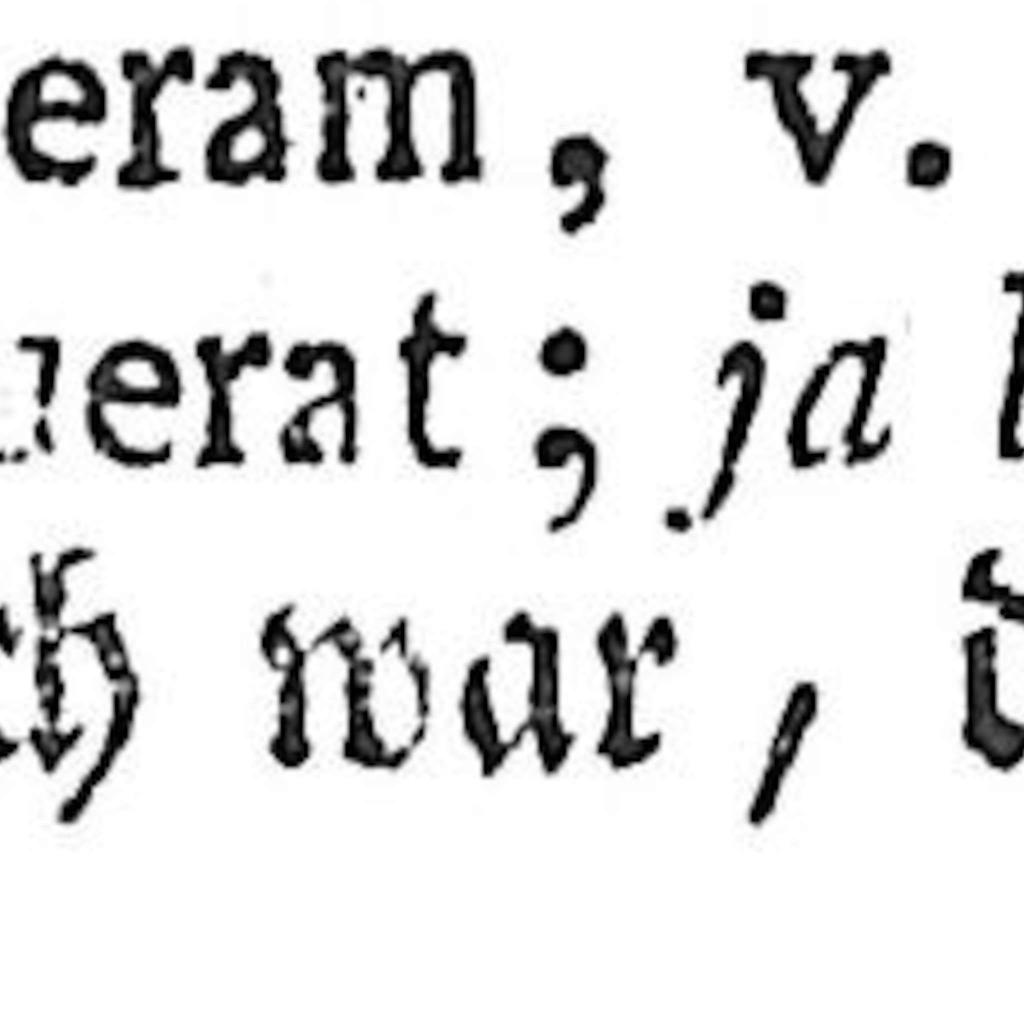 eram, v.
uerat; ja
ch war,